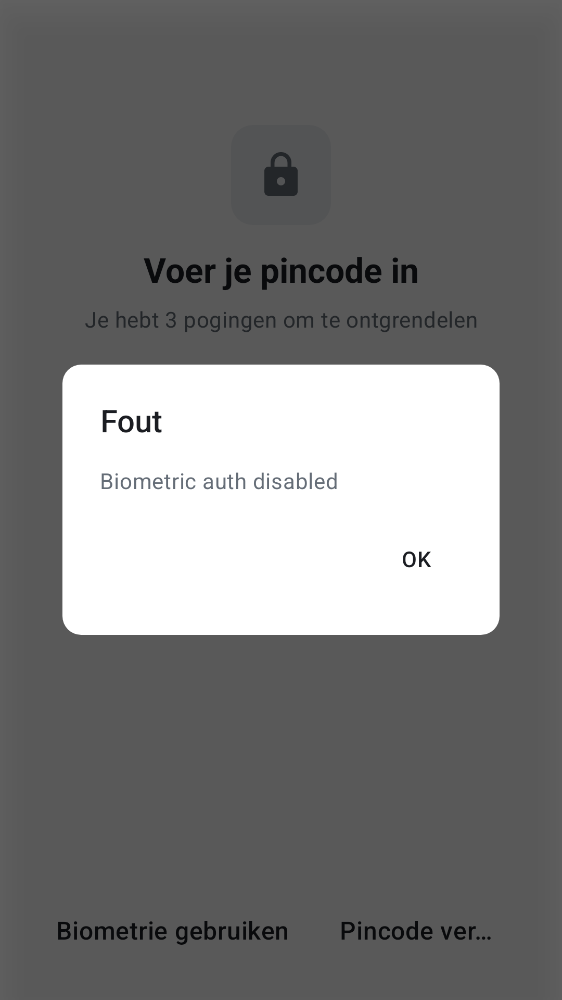 Voer je pincode in
Je hebt 3 pogingen om te ontgrendelen
Fout
Biometric auth disabled
OK
Biometrie gebruiken
Pincode ver…